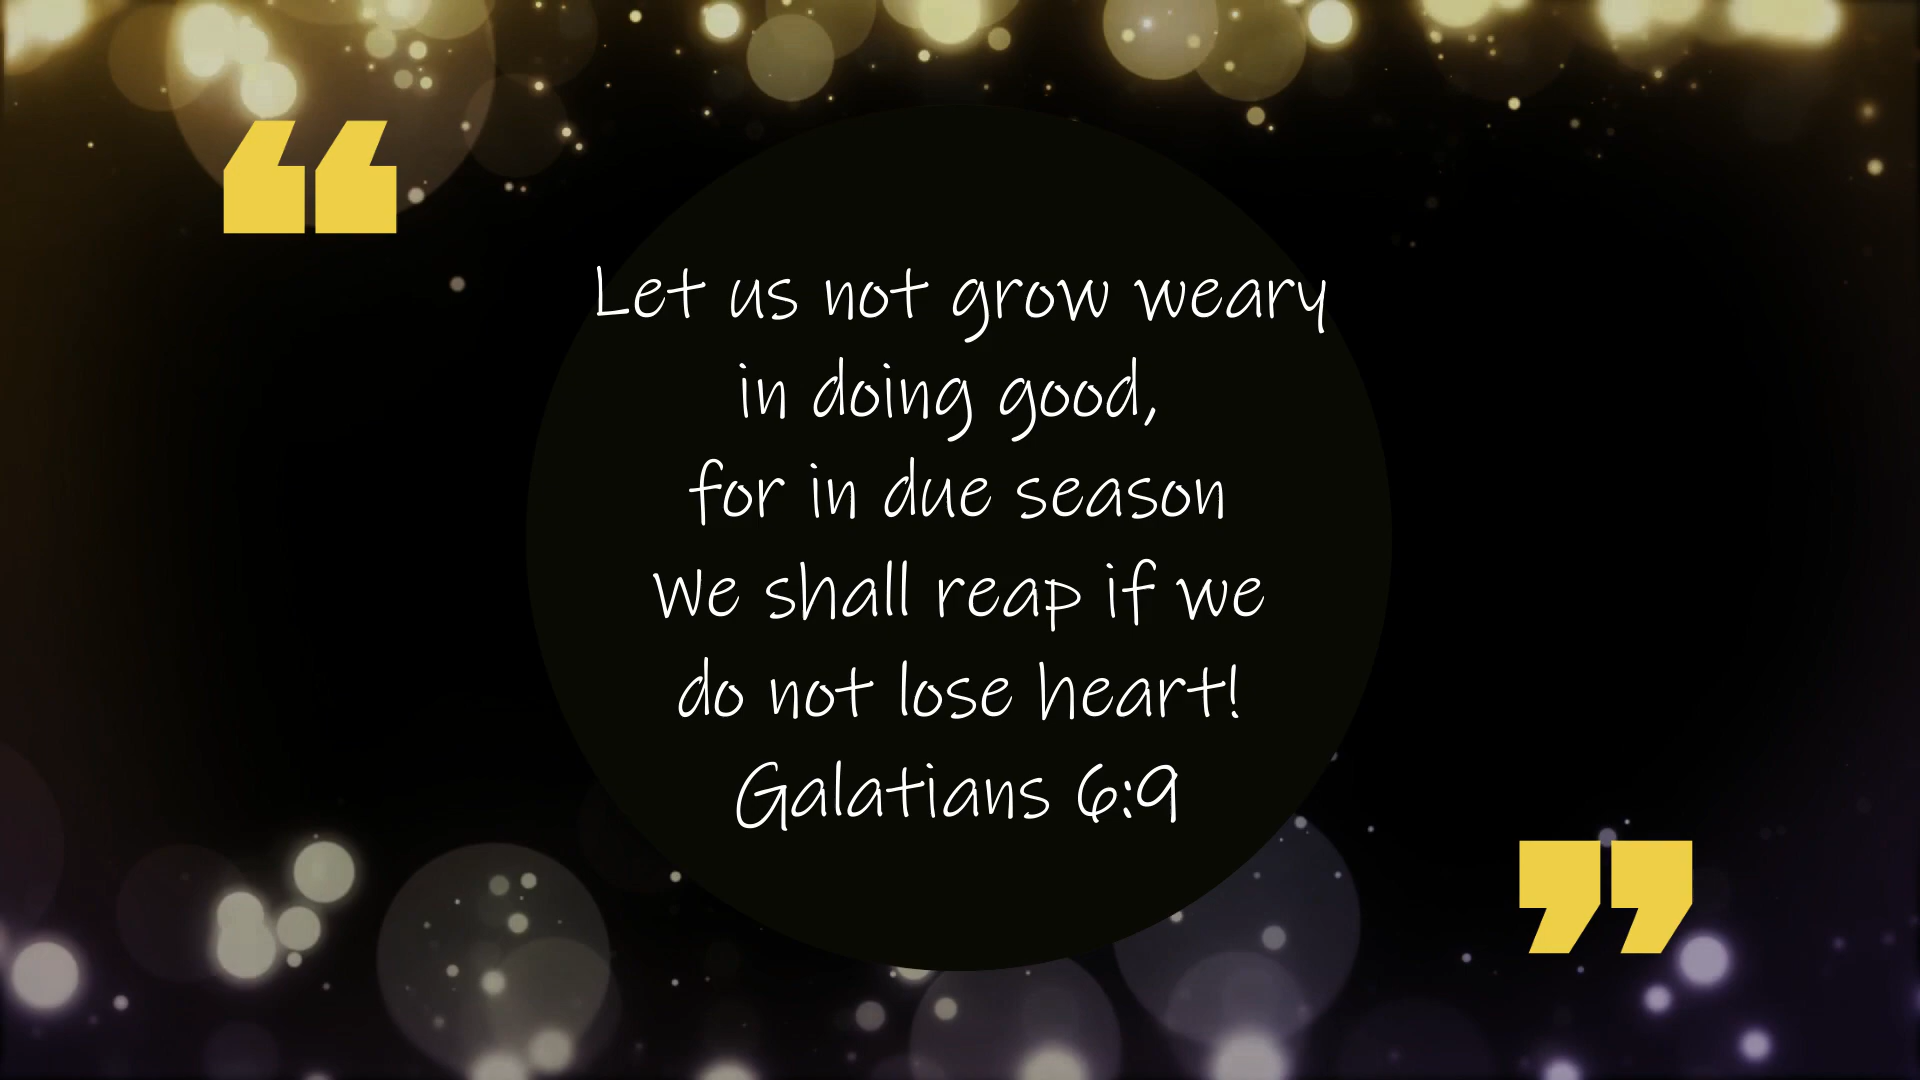 “
Let us not grow weary
in doing good,
for in due season
We shall reap if we
do not lose heart!
Galatians 6:9
”